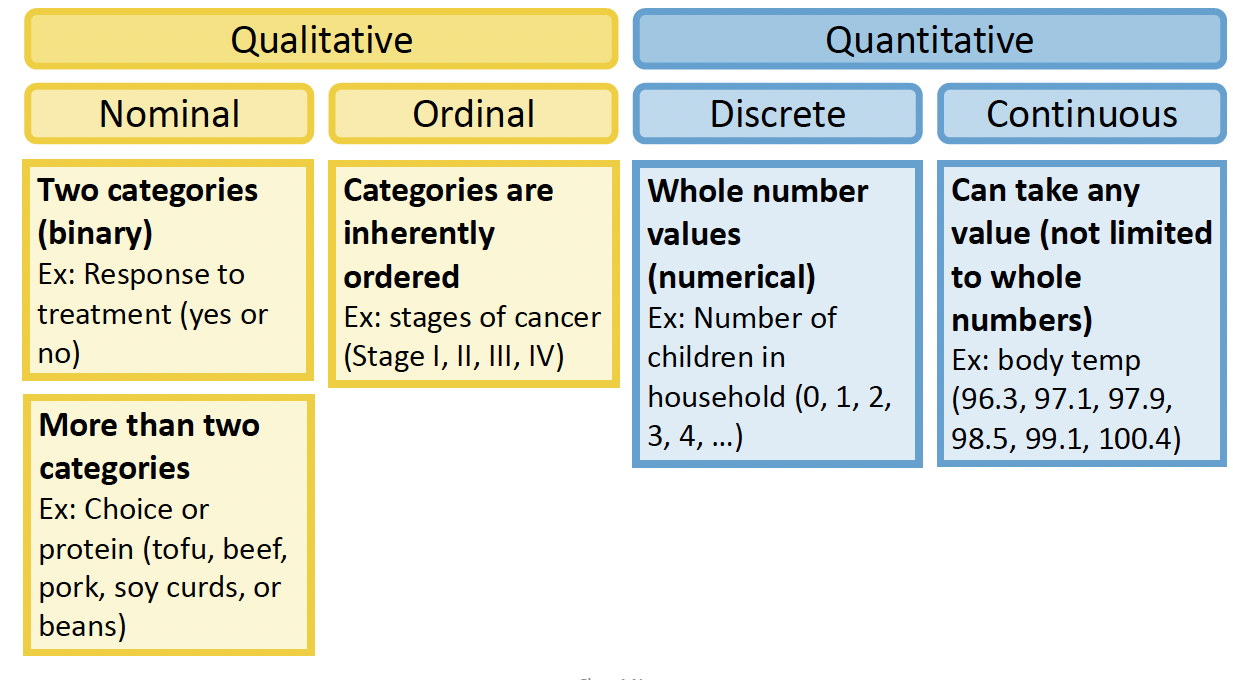 Qualitative
Quantitative
Nominal
Ordinal
Discrete
Continuous
Two categories
(binary)
Ex: Response to
treatment (yes or
no)
More than two
categories
Ex: Choice or
protein (tofu, beef,
pork, soy curds, or
beans)
Categories are
inherently
ordered
Ex: stages of cancer
(Stage I, II, III, IV)
Whole number
values
(numerical)
Ex: Number of
children in
household (0, 1, 2,
3, 4, ...)
Can take any
value (not limited
to whole
numbers)
Ex: body temp
(96.3, 97.1, 97.9,
98.5, 99.1, 100.4)